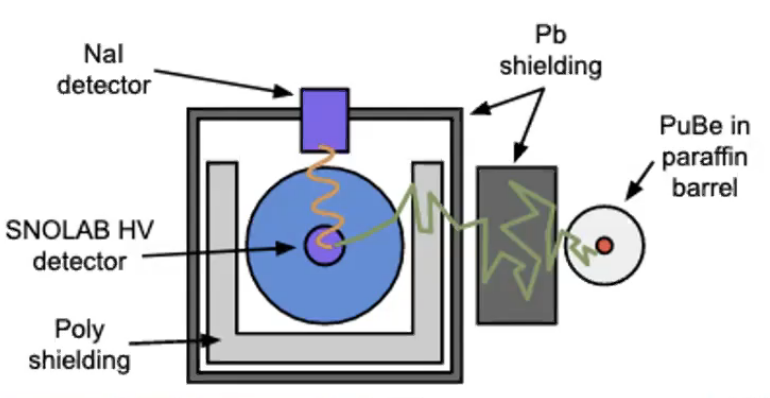 NaI
detector
Pb
shielding
PuBe in
paraffin
barrel
SNOLAB HV
detector
Poly
shielding